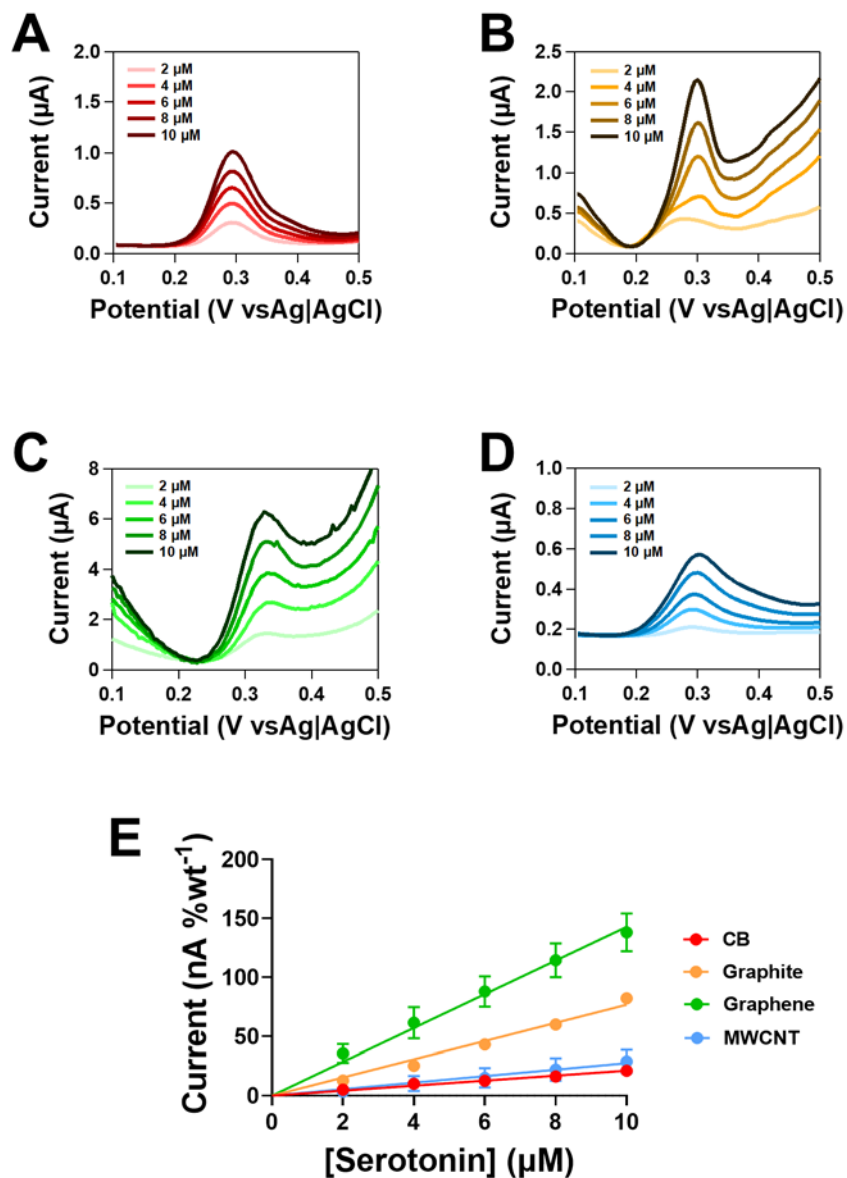 A
Current (µA)
2.0
1.5
1.0
0.5
0.0
2 µM
4 µM
6 µM
8 µM
10 µM
0.1 0.2 0.3 0.4 0.5
Potential (V vsAg|AgCl)
B
Current (µA)
2.5
2.0
1.5
1.0
0.5
0.0
2 µM
4 µM
6 µM
8 µM
10 µM
0.1 0.2 0.3 0.4 0.5
Potential (V vsAg|AgCl)
C
Current (µA)
8
6
4
2
0
2 µM
4 µM
6 µM
8 µM
10 µM
0.1 0.2 0.3 0.4 0.5
Potential (V vsAg|AgCl)
D
Current (µA)
1.0
0.8
0.6
0.4
0.2
0.0
2 µM
4 µM
6 µM
8 µM
10 µM
0.1 0.2 0.3 0.4 0.5
Potential (V vsAg|AgCl)
E
Current (nA %wt⁻¹)
200
150
100
50
0
0 2 4 6 8 10
[Serotonin] (µM)
CB
Graphite
Graphene
MWCNT